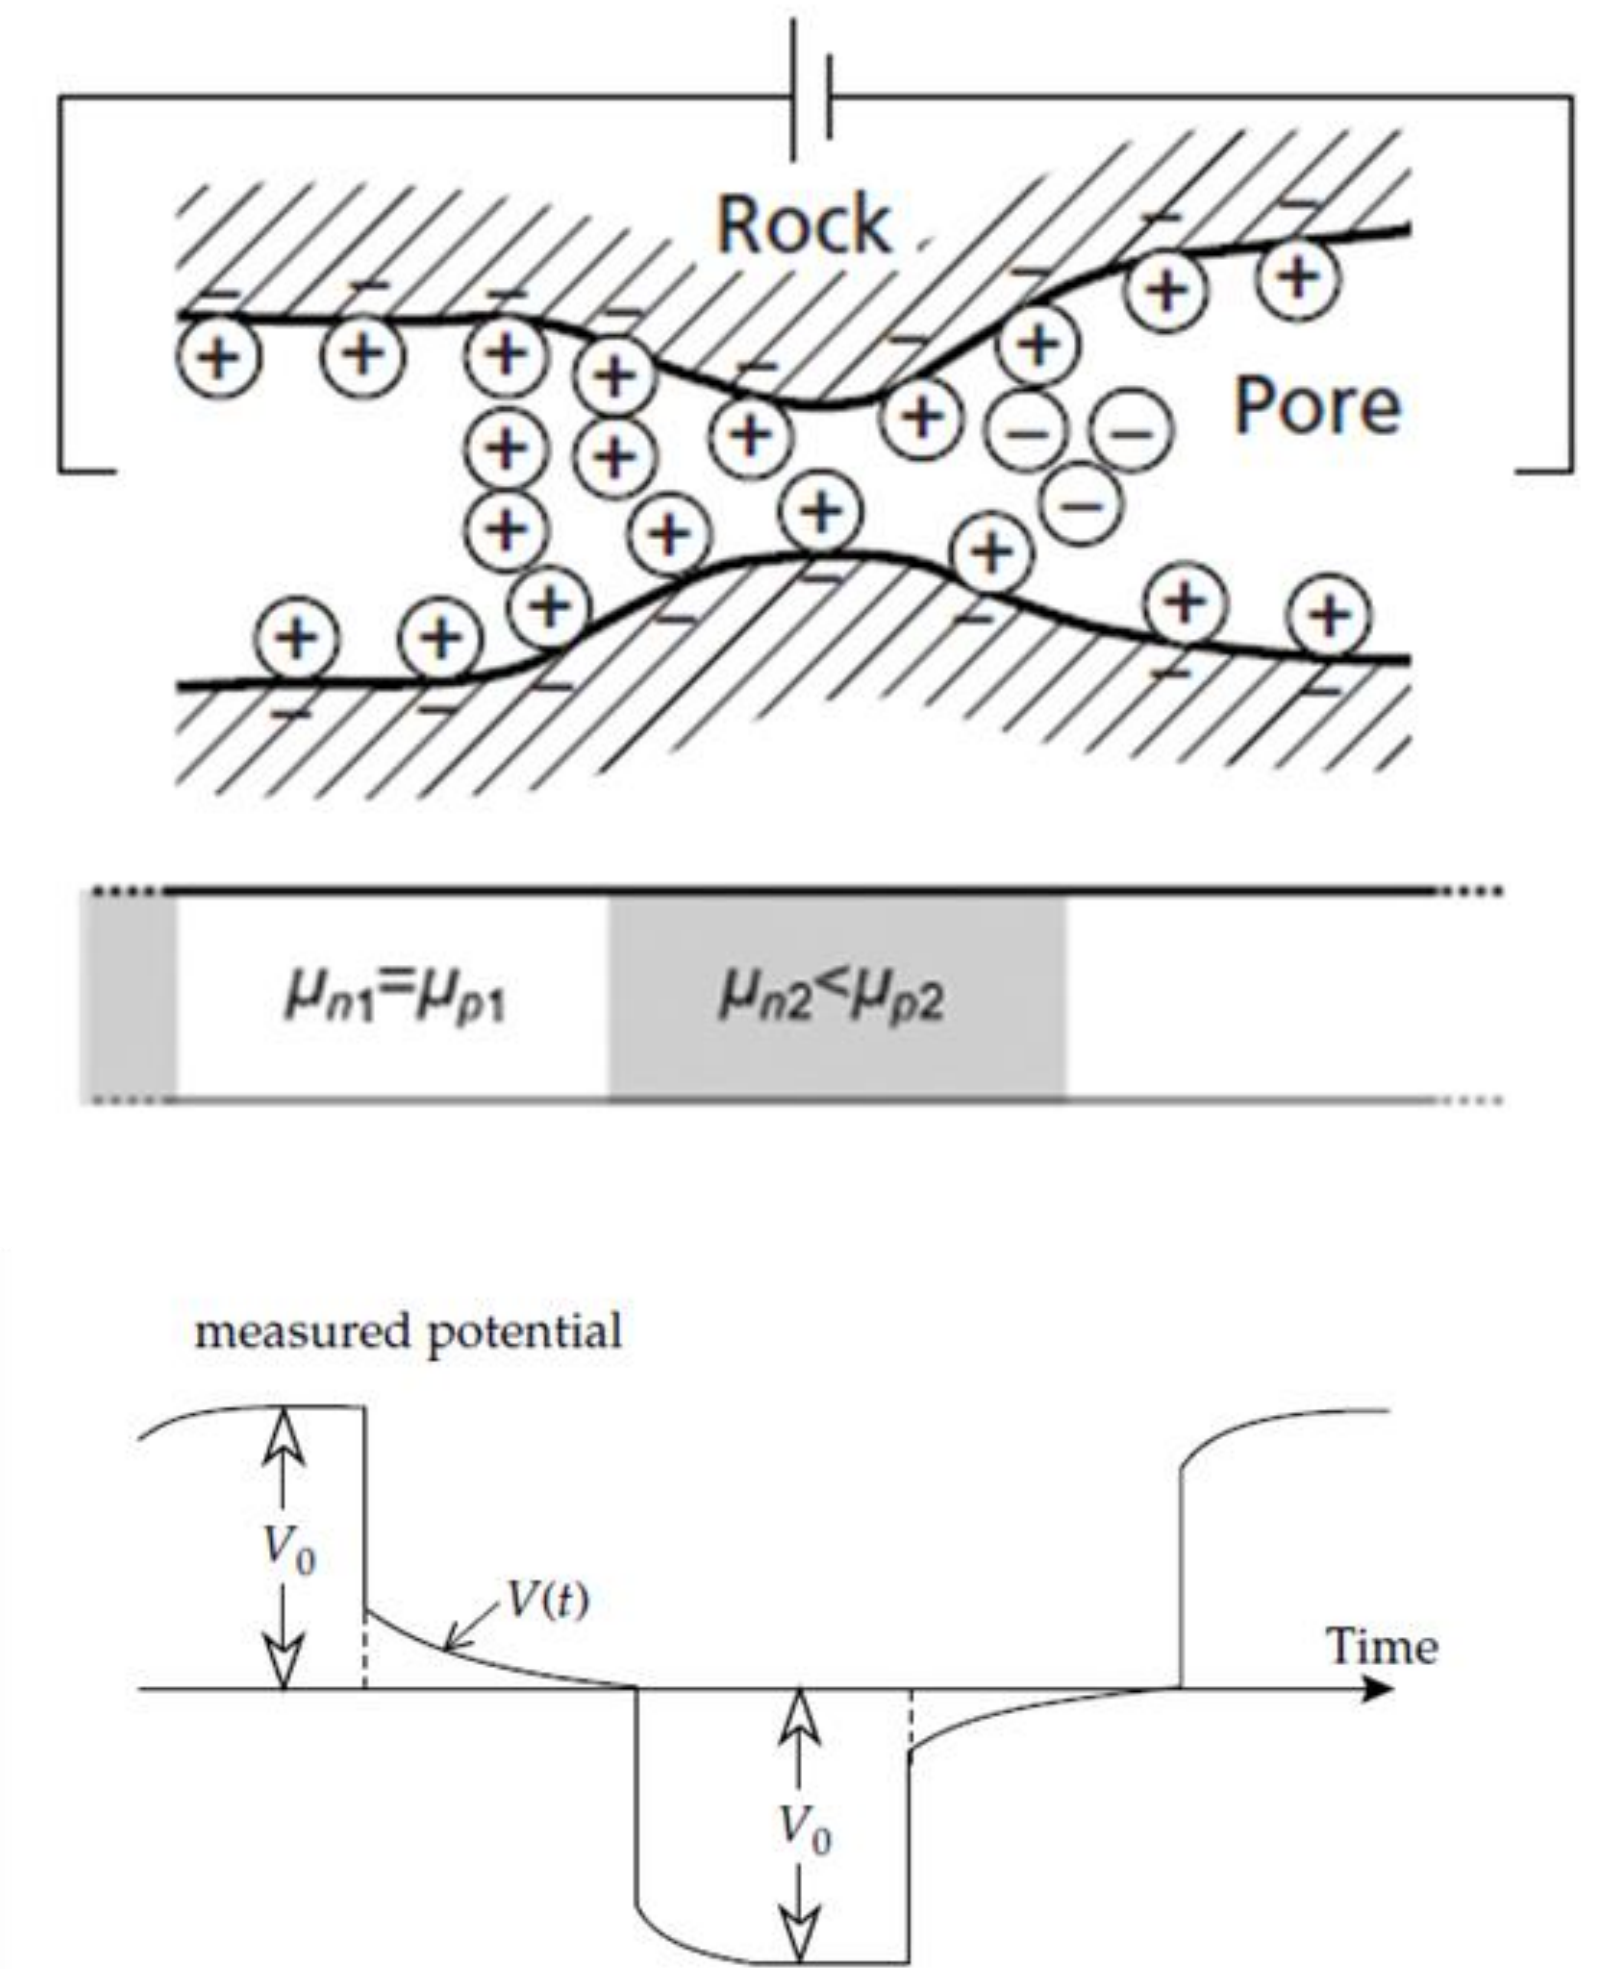 Rock
Pore
μn1=μp1
μn2<μp2
measured potential
V0
V(t)
Time
V0